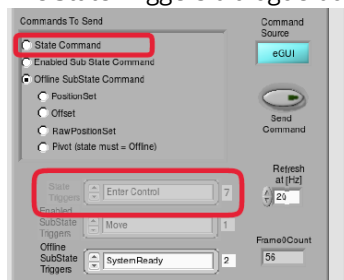 Commands To Send
Command
Source
State Command
eGUI
Enabled Sub State Command
Offline SubState Command
PositionSet
Offset
Send
Command
RawPositionSet
Pivot (state must = Offline)
Refresh
at [Hz]
State
Triggers
Enter Control
7
20
Enabled
SubState
Triggers
Move
1
Offline
SubState
Triggers
SystemReady
2
Frame0Count
56